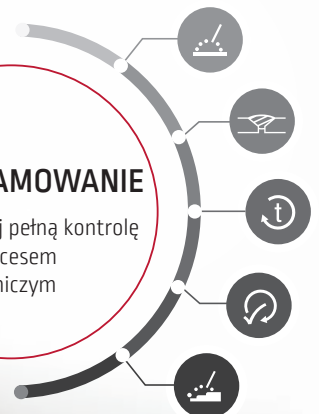 AMOWANIE
j pełną kontrolę
cesem
niczym
t